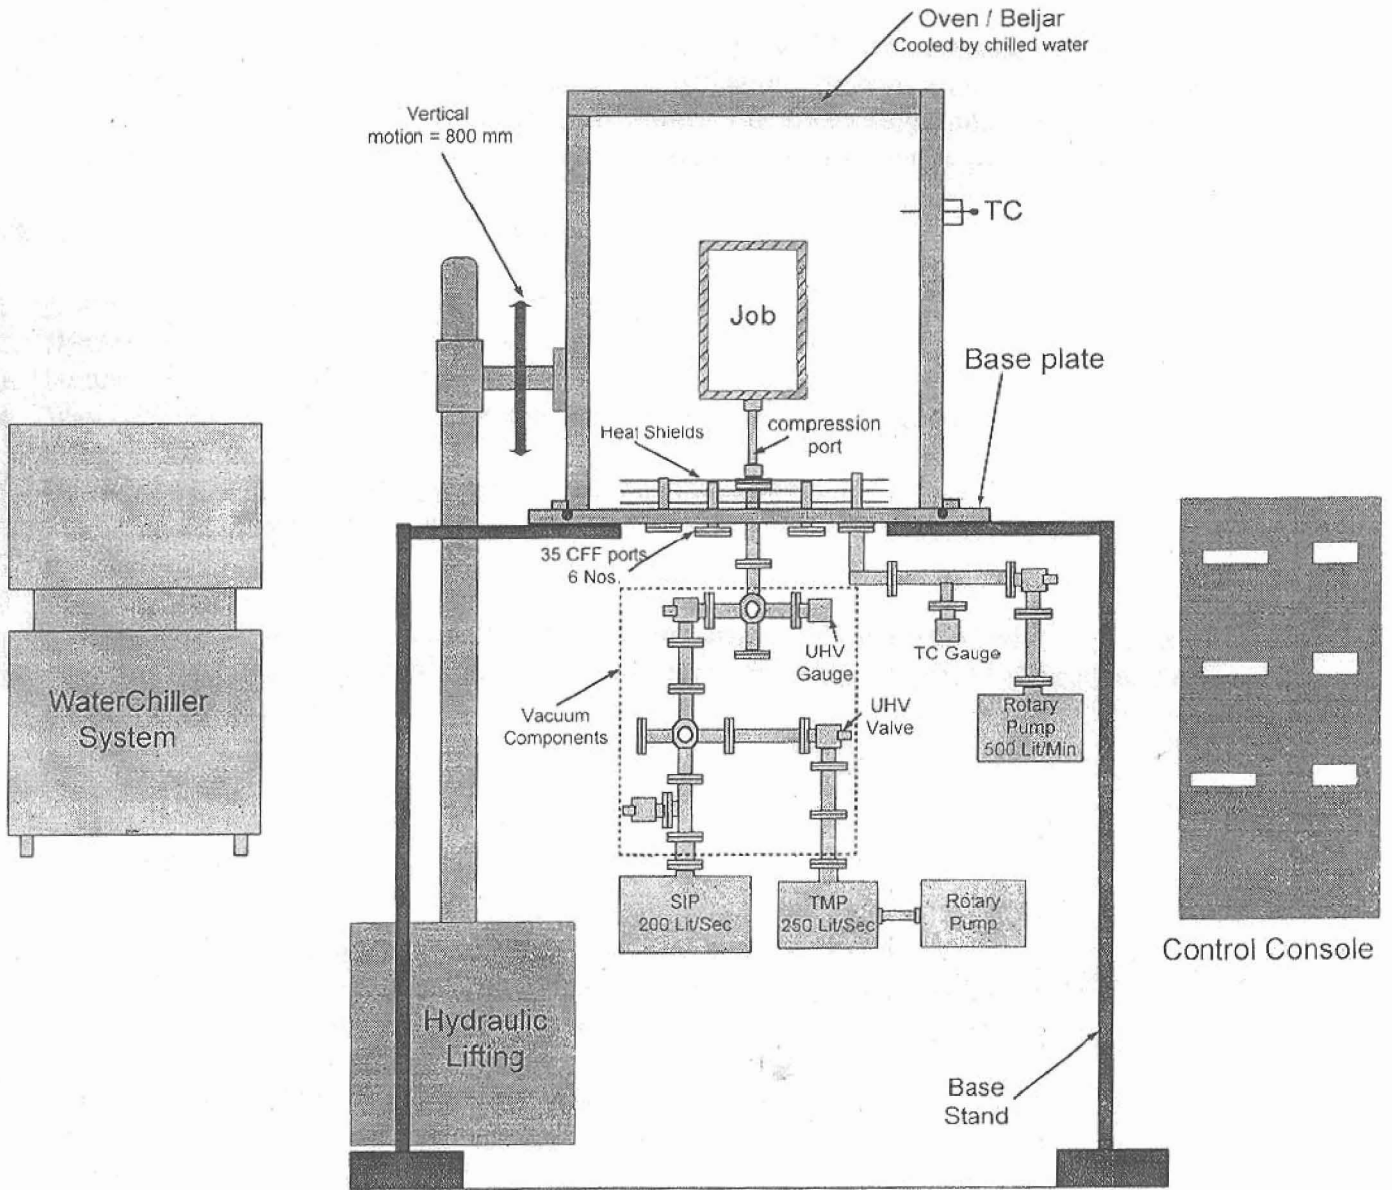 Oven / Beljar
Cooled by chilled water
Vertical
motion = 800 mm
TC
Job
Base plate
Heat Shields
compression
port
35 CFF ports
6 Nos.
UHV
Gauge
TC Gauge
WaterChiller
System
Vacuum
Components
UHV
Valve
Rotary
Pump
500 Lit/Min
SIP
200 Lit/Sec
TMP
250 Lit/Sec
Rotary
Pump
Control Console
Hydraulic
Lifting
Base
Stand